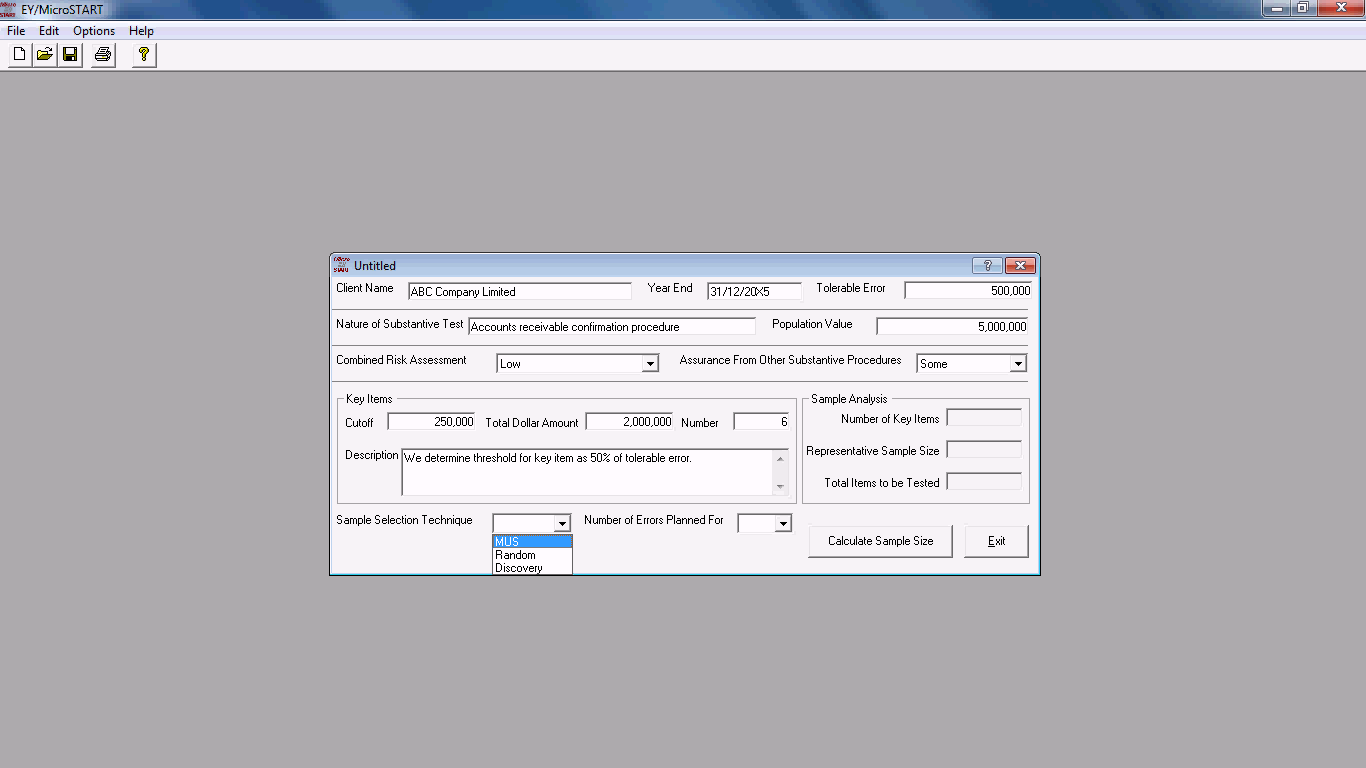 EY/MicroSTART
File Edit Options Help
?
Untitled
?
Client Name ABC Company Limited Year End 31/12/20X5 Tolerable Error 500,000
Nature of Substantive Test Accounts receivable confirmation procedure Population Value 5,000,000
Combined Risk Assessment Low Assurance From Other Substantive Procedures Some
Key Items
Cutoff 250,000 Total Dollar Amount 2,000,000 Number 6
Description We determine threshold for key item as 50% of tolerable error.
Sample Analysis
Number of Key Items
Representative Sample Size
Total Items to be Tested
Sample Selection Technique Number of Errors Planned For
MUS
Random
Discovery
Calculate Sample Size Exit